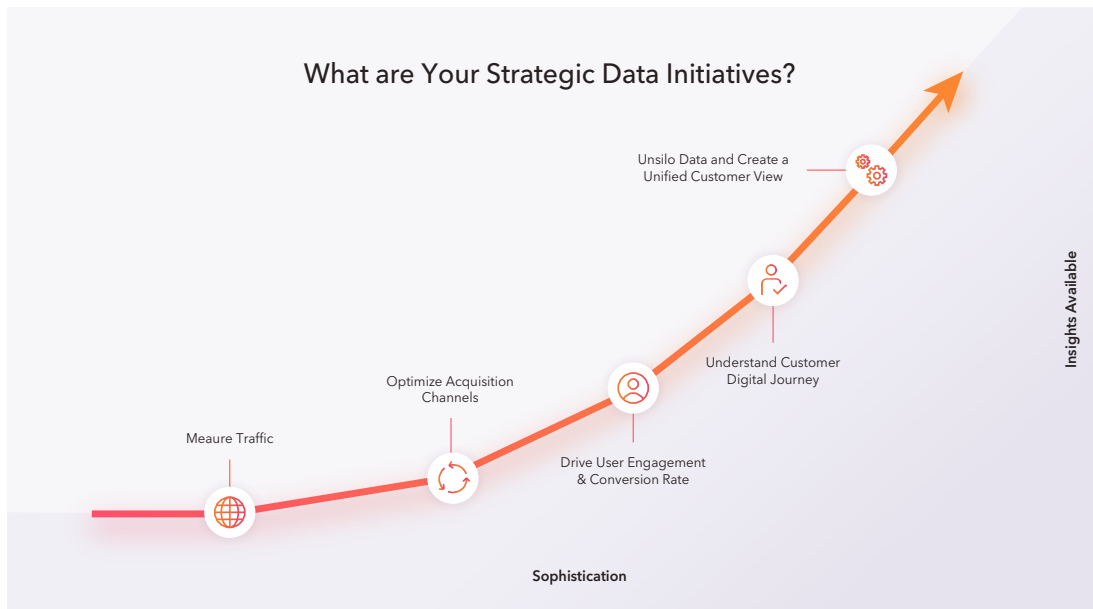 What are Your Strategic Data Initiatives?
Unsilo Data and Create a
Unified Customer View
Insights Available
Understand Customer
Digital Journey
Optimize Acquisition
Channels
Meaure Traffic
Drive User Engagement
& Conversion Rate
Sophistication